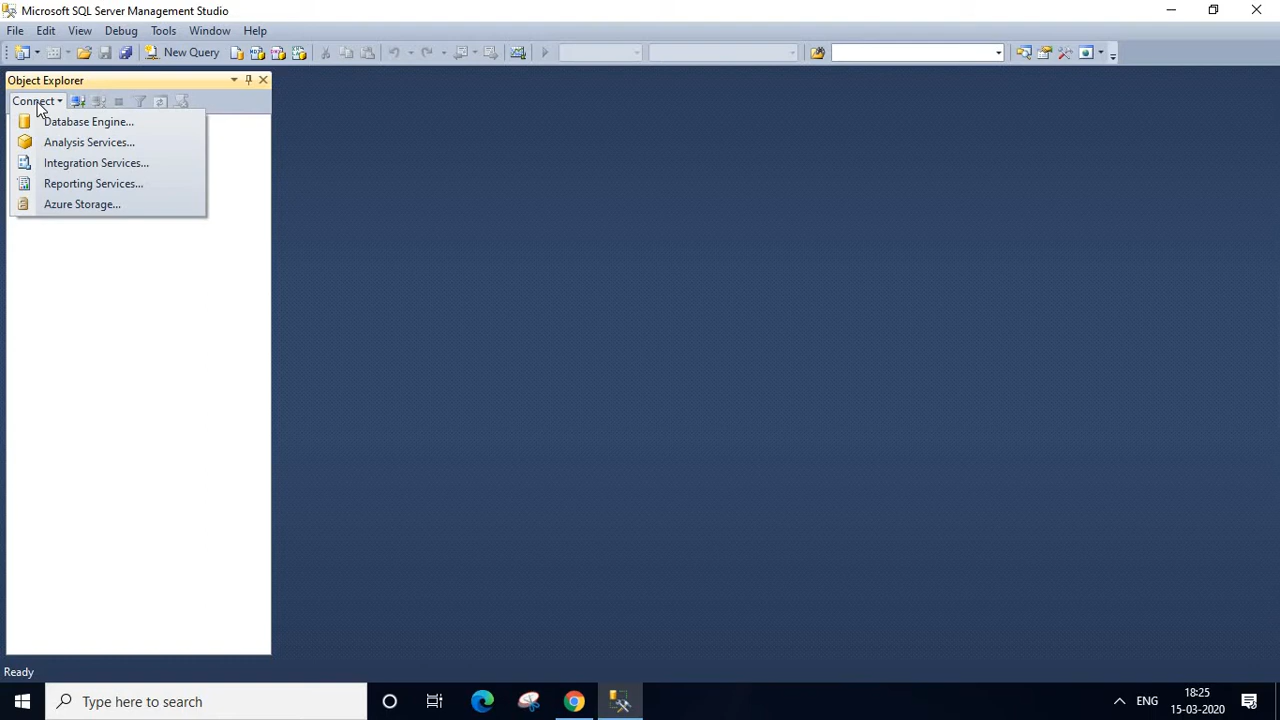 Microsoft SQL Server Management Studio
File Edit View Debug Tools Window Help
New Query
Object Explorer
Connect
Database Engine...
Analysis Services...
Integration Services...
Reporting Services...
Azure Storage...
Ready
Type here to search
ENG
18:25
15-03-2020